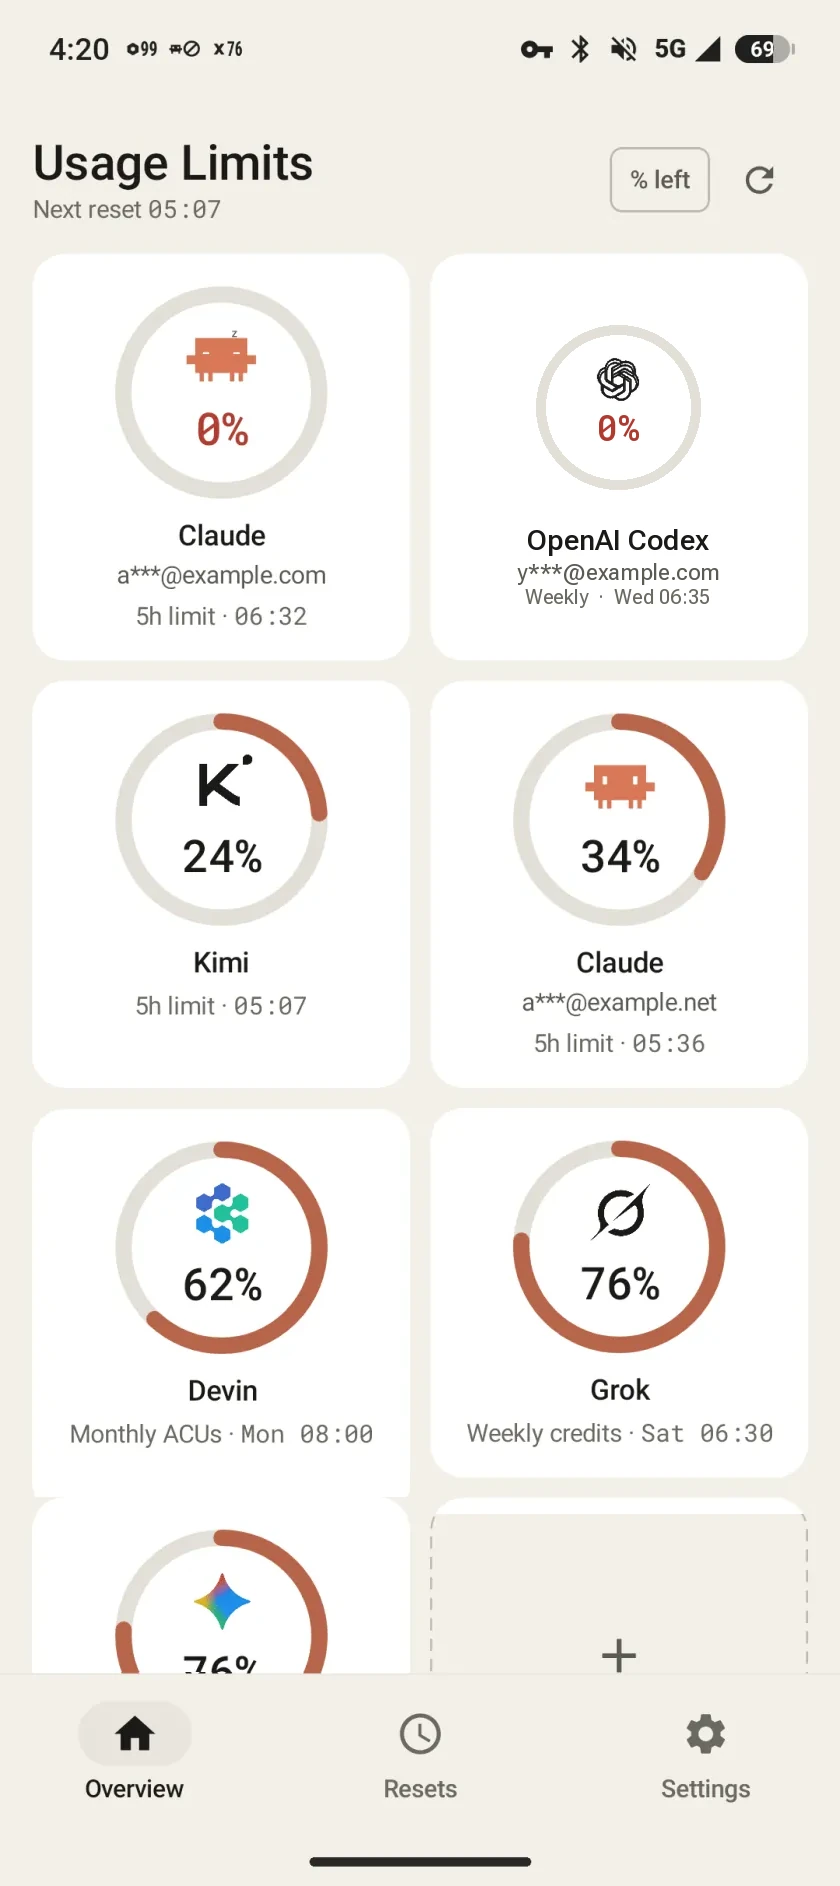 4:20 99 x 76 5G 69
Usage Limits
Next reset 05:07
% left
z
0%
Claude
a***@example.com
5h limit · 06:32
0%
OpenAI Codex
y***@example.com
Weekly · Wed 06:35
24%
Kimi
5h limit · 05:07
34%
Claude
a***@example.net
5h limit · 05:36
62%
Devin
Monthly ACUs · Mon 08:00
76%
Grok
Weekly credits · Sat 06:30
76%
+
Overview
Resets
Settings